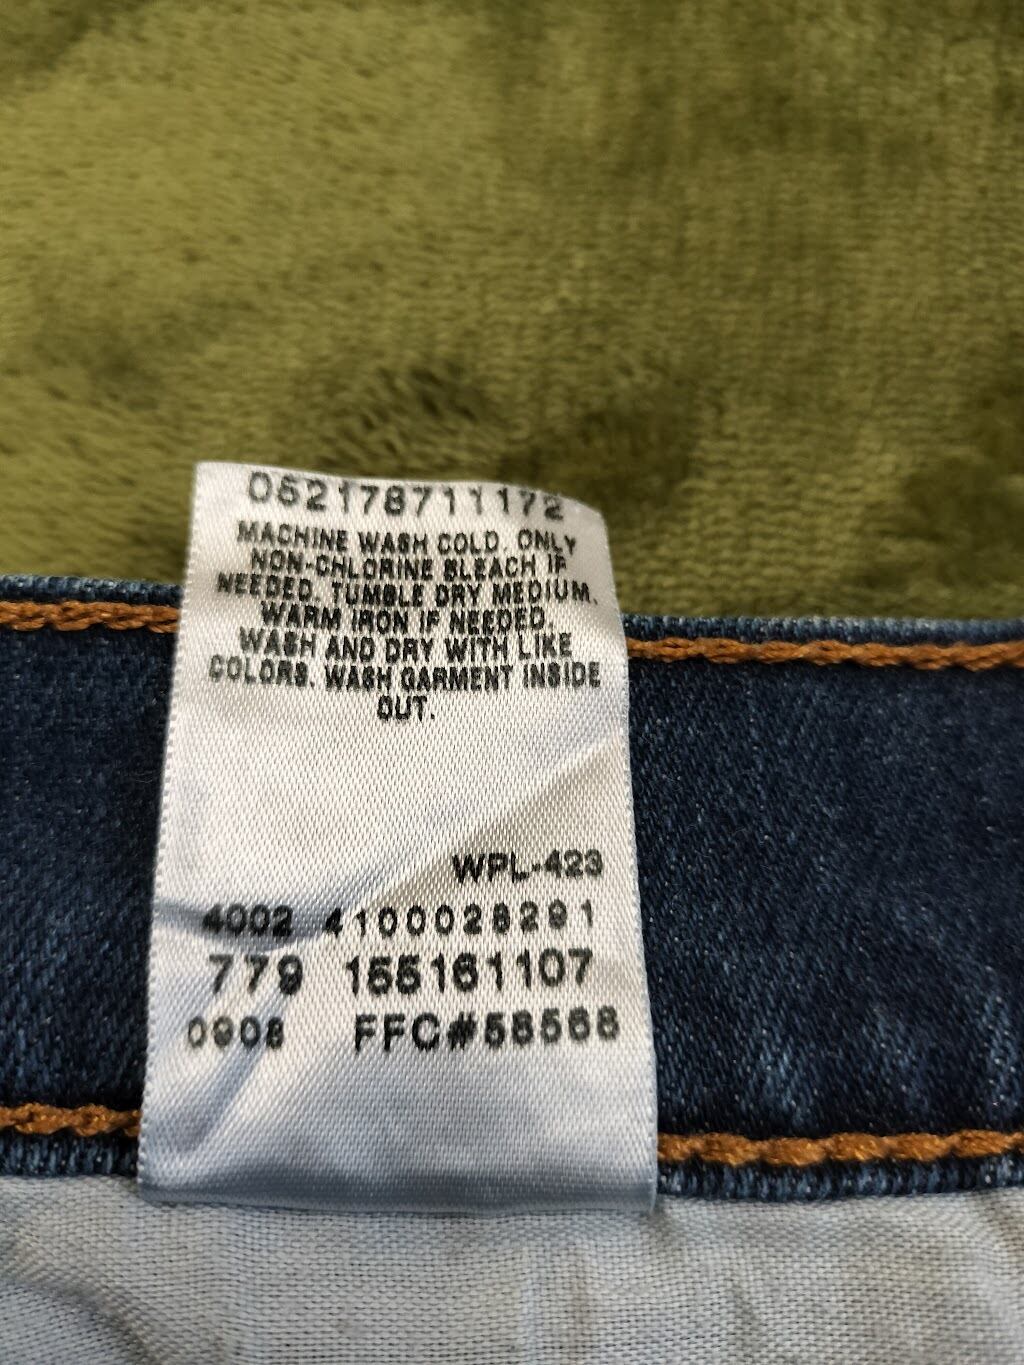 052178711172
MACHINE WASH COLD. ONLY
NON-CHLORINE BLEACH IF
NEEDED. TUMBLE DRY MEDIUM.
WARM IRON IF NEEDED.
WASH AND DRY WITH LIKE
COLORS. WASH GARMENT INSIDE
OUT.
WPL-423
4002 4100028291
779 155161107
0908 FFC#58568